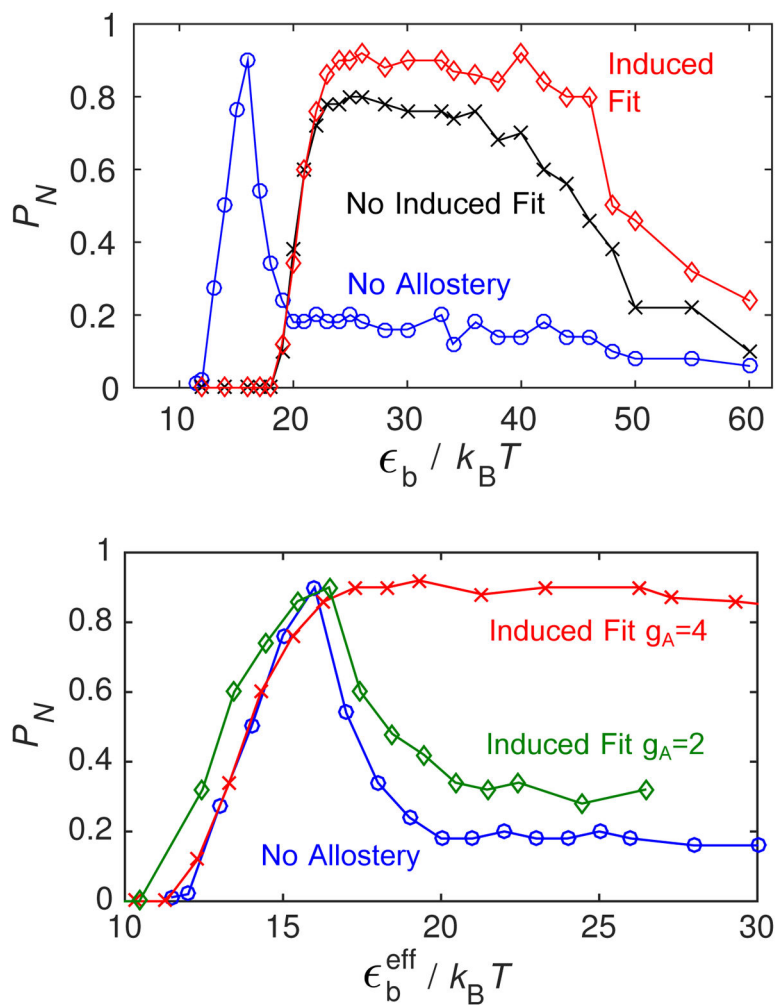 1
0.8
0.6
0.4
0.2
0
P_N
Induced
Fit
No Induced Fit
No Allostery
10 20 30 40 50 60
ϵ_b / k_B T
1
0.8
0.6
0.4
0.2
0
P_N
Induced Fit g_A=4
Induced Fit g_A=2
No Allostery
10 15 20 25 30
ϵ_b^eff / k_B T